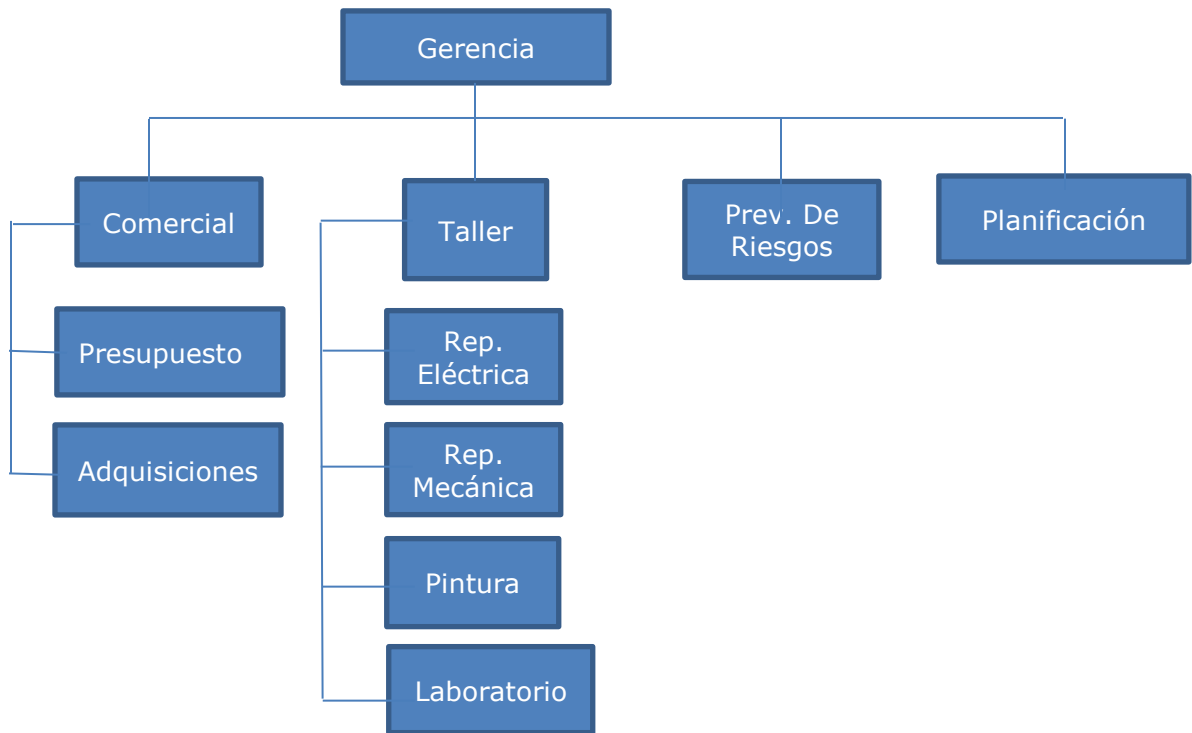 Gerencia
Comercial
Taller
Prev. De
Riesgos
Planificación
Presupuesto
Adquisiciones
Rep.
Eléctrica
Rep.
Mecánica
Pintura
Laboratorio